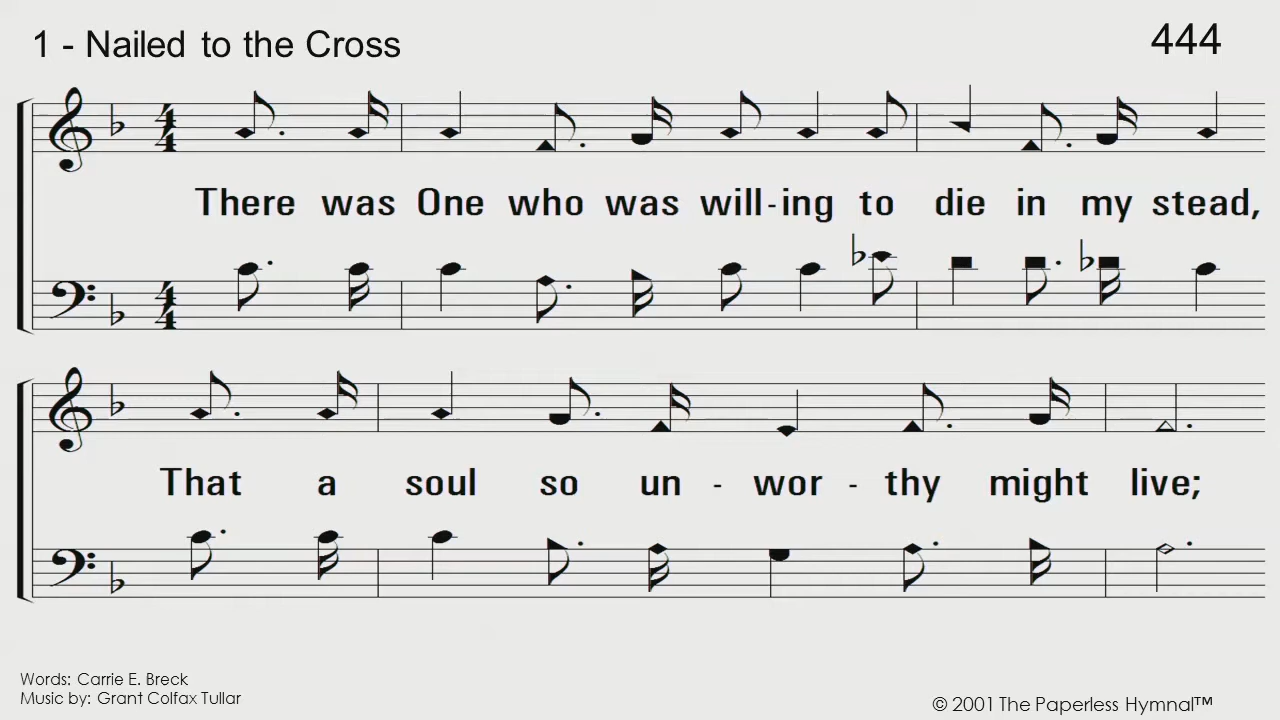 1 - Nailed to the Cross
444
There was One who was will-ing to die in my stead,
That a soul so un - wor - thy might live;
Words: Carrie E. Breck
Music by: Grant Colfax Tullar
© 2001 The Paperless Hymnal™